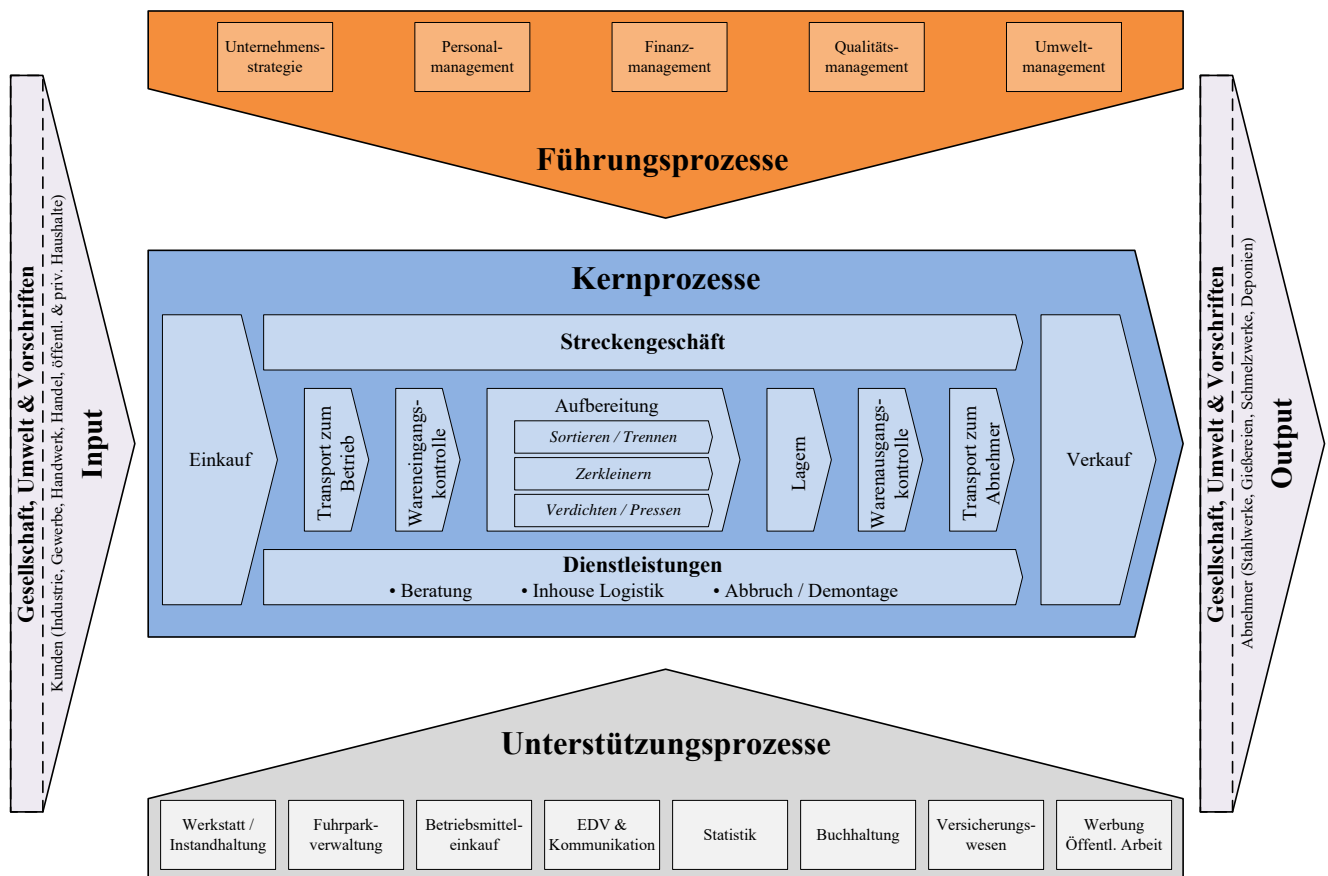 Unternehmens-
strategie
Personal-
management
Finanz-
management
Qualitäts-
management
Umwelt-
management
Führungsprozesse
Gesellschaft, Umwelt & Vorschriften
Kunden (Industrie, Gewerbe, Handwerk, Handel, öffentl. & priv. Haushalte)
Input
Kernprozesse
Einkauf
Streckengeschäft
Transport zum
Betrieb
Wareneingangs-
kontrolle
Aufbereitung
Sortieren / Trennen
Zerkleinern
Verdichten / Pressen
Lagern
Warenausgangs-
kontrolle
Transport zum
Abnehmer
Verkauf
Dienstleistungen
• Beratung • Inhouse Logistik • Abbruch / Demontage
Gesellschaft, Umwelt & Vorschriften
Abnehmer (Stahlwerke, Gießereien, Schmelzwerke, Deponien)
Output
Unterstützungsprozesse
Werkstatt /
Instandhaltung
Fuhrpark-
verwaltung
Betriebsmittel-
einkauf
EDV &
Kommunikation
Statistik
Buchhaltung
Versicherungs-
wesen
Werbung
Öffentl. Arbeit